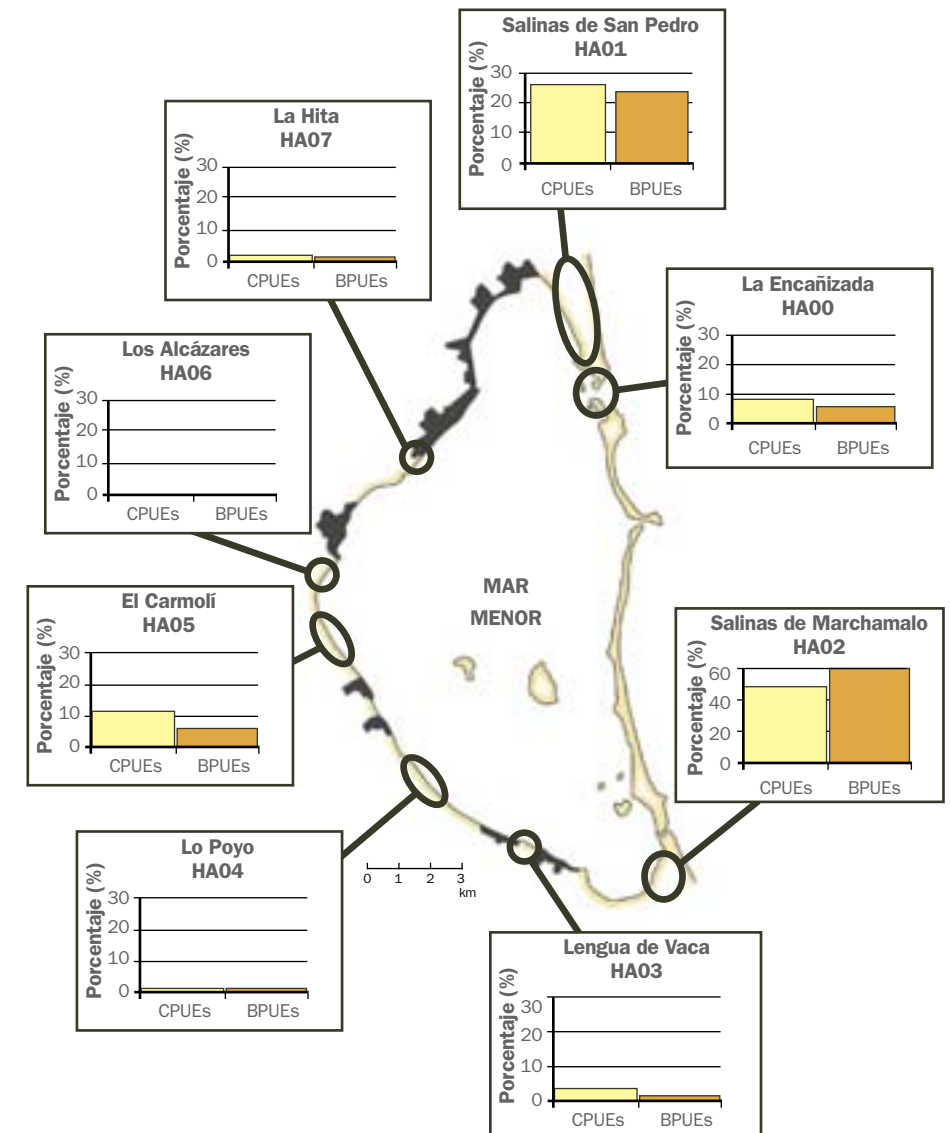 Salinas de San Pedro
HA01
Porcentaje (%)
30
20
10
0
CPUEs BPUEs
La Hita
HA07
Porcentaje (%)
30
20
10
0
CPUEs BPUEs
La Encañizada
HA00
Porcentaje (%)
30
20
10
0
CPUEs BPUEs
Los Alcázares
HA06
Porcentaje (%)
30
20
10
0
CPUEs BPUEs
MAR
MENOR
El Carmolí
HA05
Porcentaje (%)
30
20
10
0
CPUEs BPUEs
Salinas de Marchamalo
HA02
Porcentaje (%)
60
40
20
0
CPUEs BPUEs
Lo Poyo
HA04
Porcentaje (%)
30
20
10
0
CPUEs BPUEs
0 1 2 3
km
Lengua de Vaca
HA03
Porcentaje (%)
30
20
10
0
CPUEs BPUEs